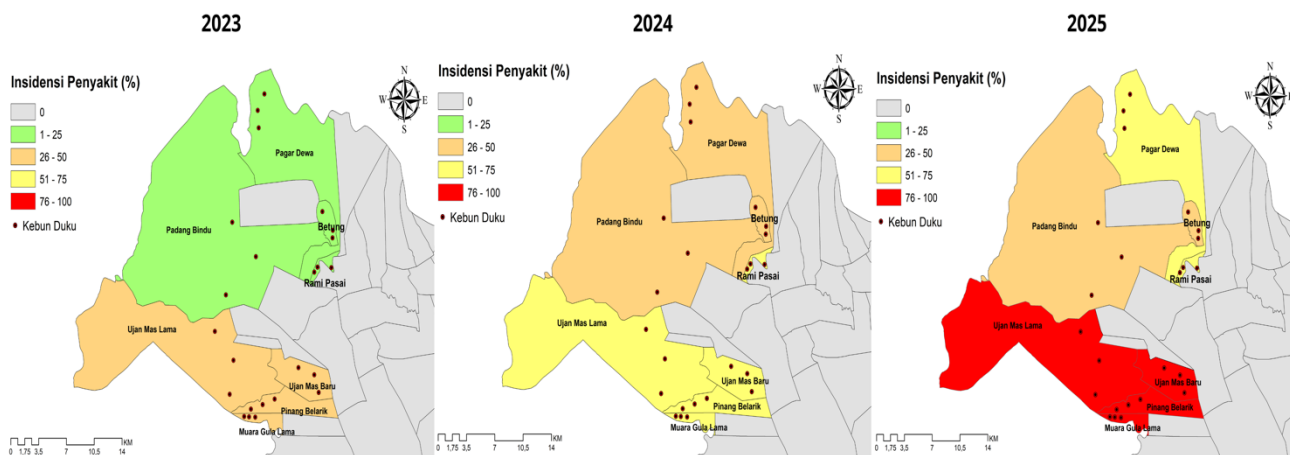 2023
Insidensi Penyakit (%)
0
1 - 25
26 - 50
51 - 75
76 - 100
Kebun Duku
N
W E
S
Pagar Dewa
Padang Bindu
Betung
Rami Pasai
Ujan Mas Lama
Ujan Mas Baru
Pinang Belarik
Muara Gula Lama
0 1,75 3,5 7 10,5 14 KM
2024
Insidensi Penyakit (%)
0
1 - 25
26 - 50
51 - 75
76 - 100
Kebun Duku
N
W E
S
Pagar Dewa
Padang Bindu
Betung
Rami Pasai
Ujan Mas Lama
Ujan Mas Baru
Pinang Belarik
Muara Gula Lama
0 1,75 3,5 7 10,5 14 KM
2025
Insidensi Penyakit (%)
0
1 - 25
26 - 50
51 - 75
76 - 100
Kebun Duku
N
W E
S
Pagar Dewa
Padang Bindu
Betung
Rami Pasai
Ujan Mas Lama
Ujan Mas Baru
Pinang Belarik
Muara Gula Lama
0 1,75 3,5 7 10,5 14 KM